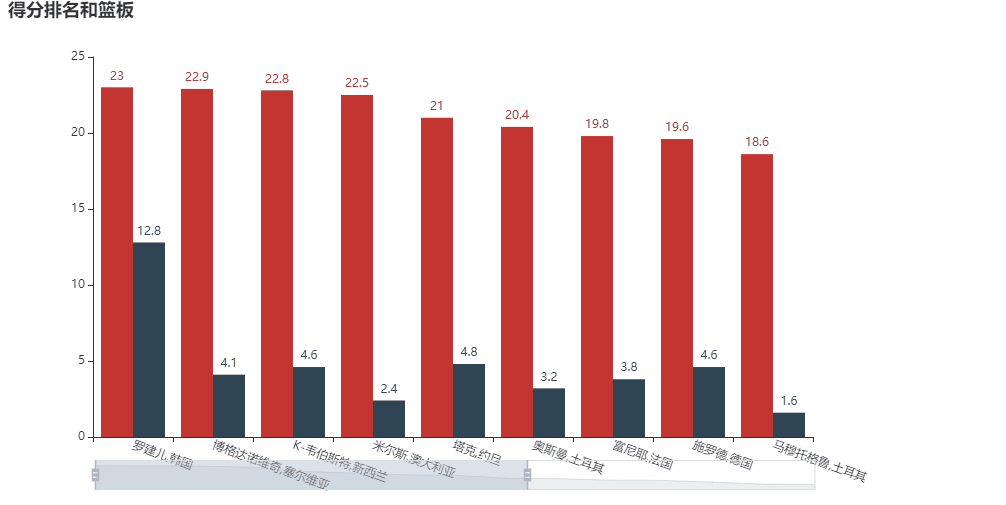 得分排名和篮板
25
20
15
10
5
0
23
22.9
22.8
22.5
21
20.4
19.8
19.6
18.6
12.8
4.1
4.6
2.4
4.8
3.2
3.8
4.6
1.6
罗建儿,韩国
博格达诺维奇,塞尔维亚
K-韦伯斯特,新西兰
米尔斯,澳大利亚
塔克,约旦
奥斯曼,土耳其
富尼耶,法国
施罗德,德国
马穆托格鲁,土耳其